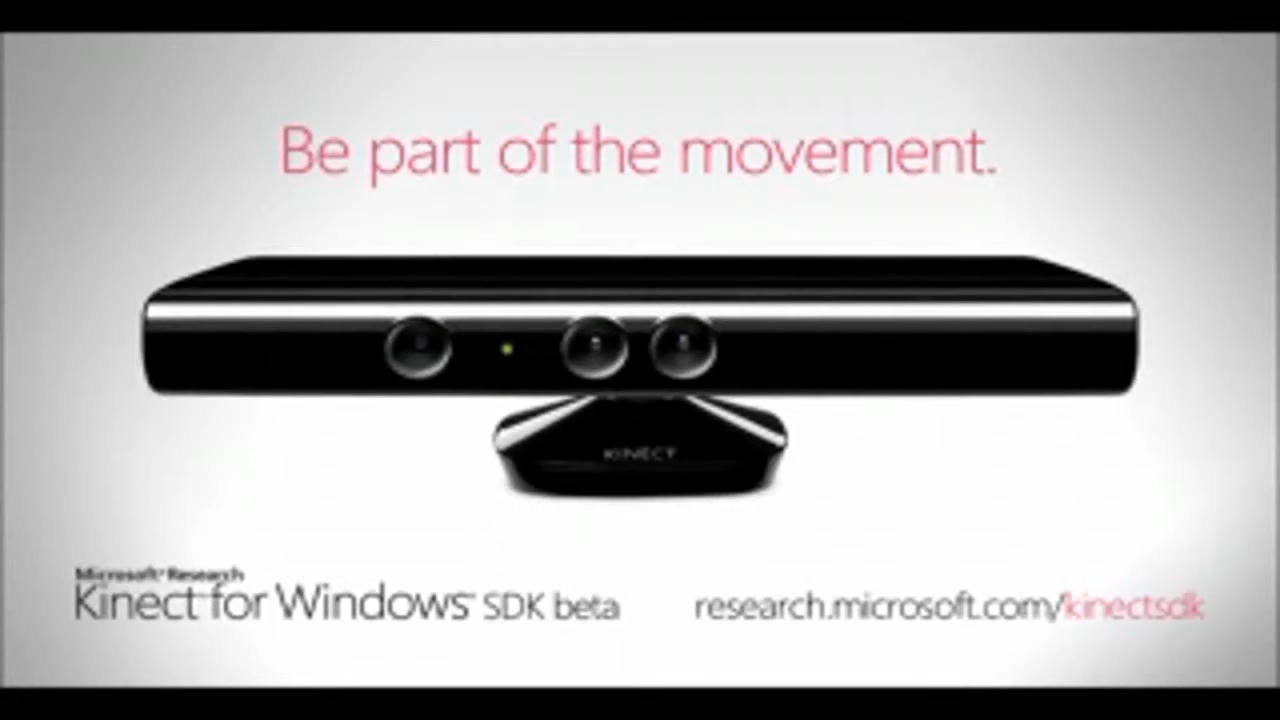 Be part of the movement.
KINECT
Microsoft® Research
Kinect for Windows® SDK beta
research.microsoft.com/kinectsdk